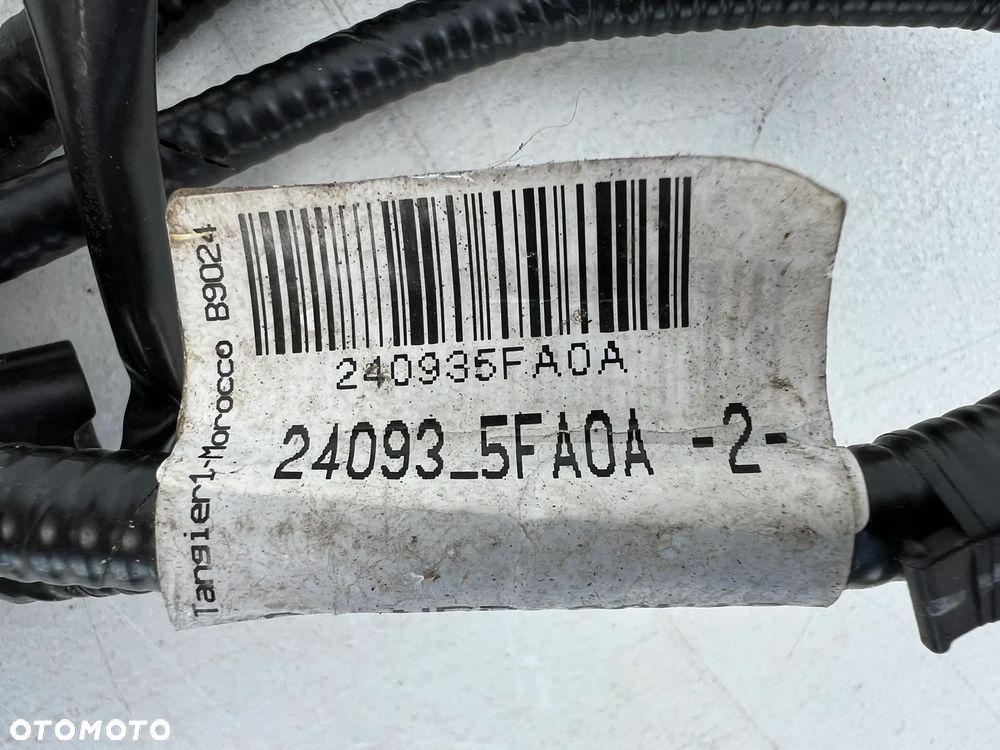 Tangier1-Morocco B9024
240935FA0A
24093_5FA0A -2-
OTOMOTO